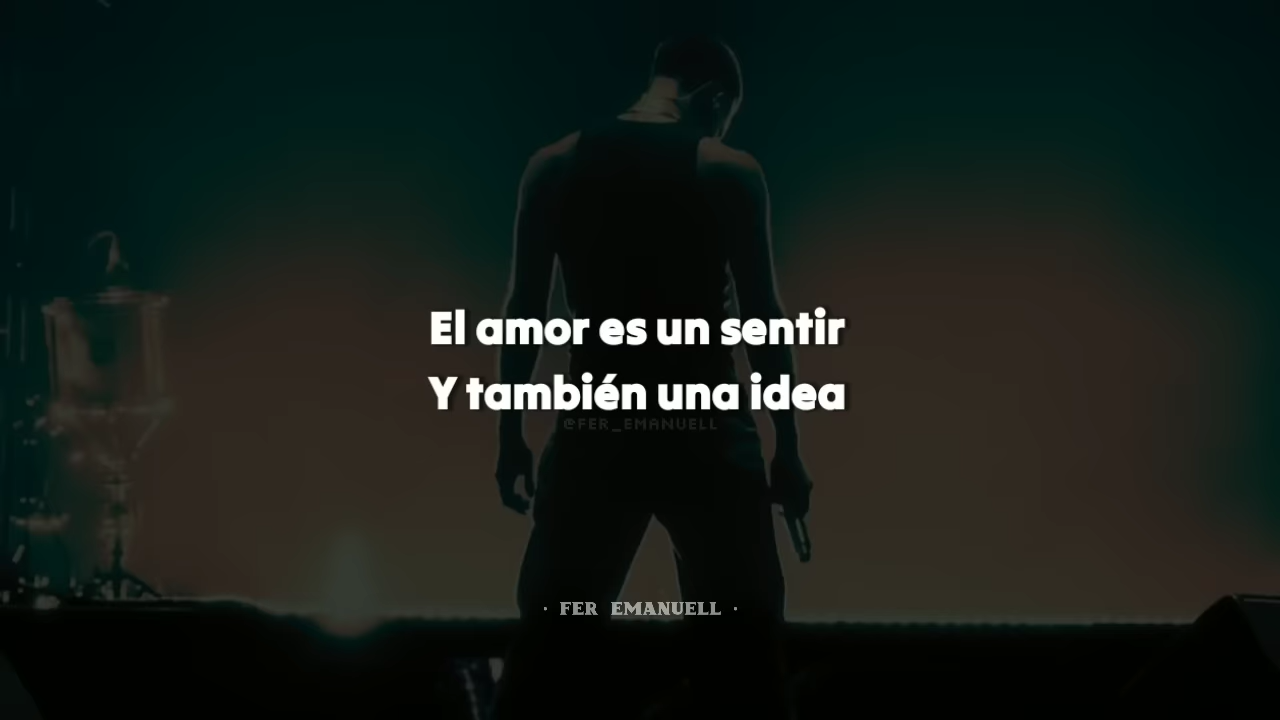 El amor es un sentir
Y también una idea
@FER_EMANUELL
· FER EMANUELL ·